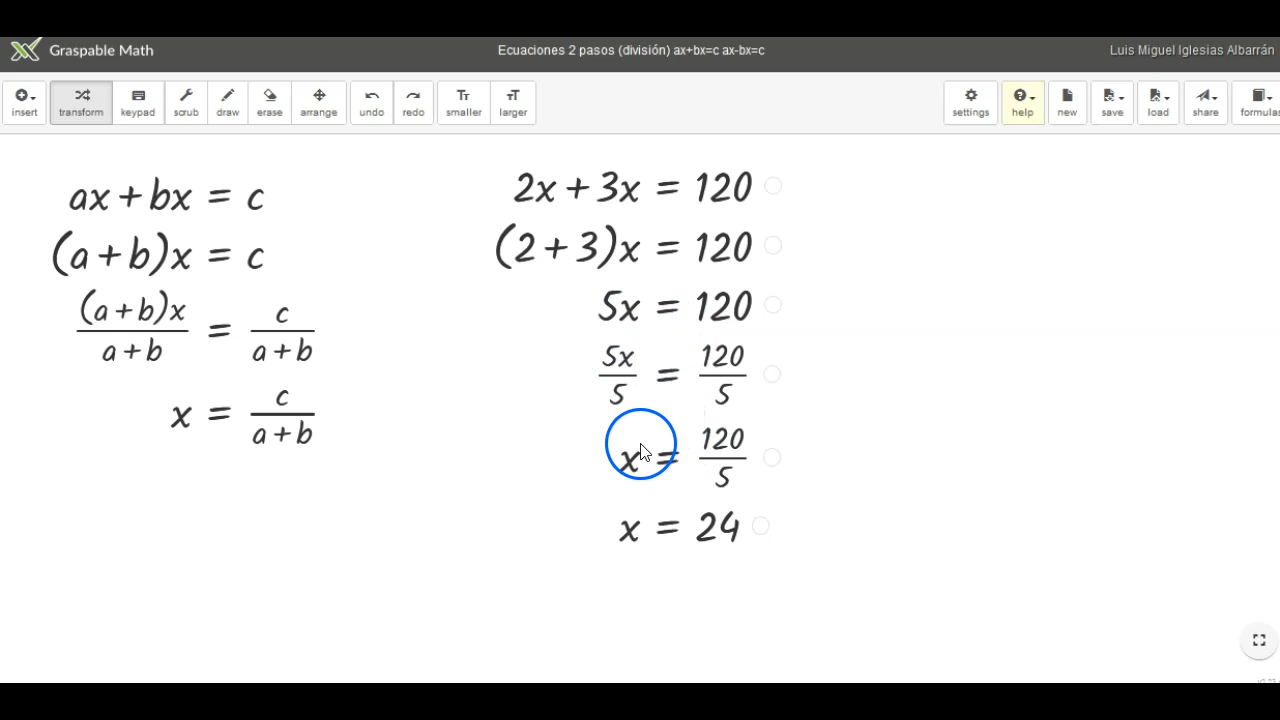 Graspable Math
Ecuaciones 2 pasos (división) ax+bx=c ax-bx=c
Luis Miguel Iglesias Albarrán
insert
transform
keypad
scrub
draw
erase
arrange
undo
redo
smaller
larger
settings
help
new
save
load
share
formulas
ax + bx = c
(a + b)x = c
(a + b)x / a + b = c / a + b
x = c / a + b
2x + 3x = 120
(2 + 3)x = 120
5x = 120
5x / 5 = 120 / 5
x = 120 / 5
x = 24